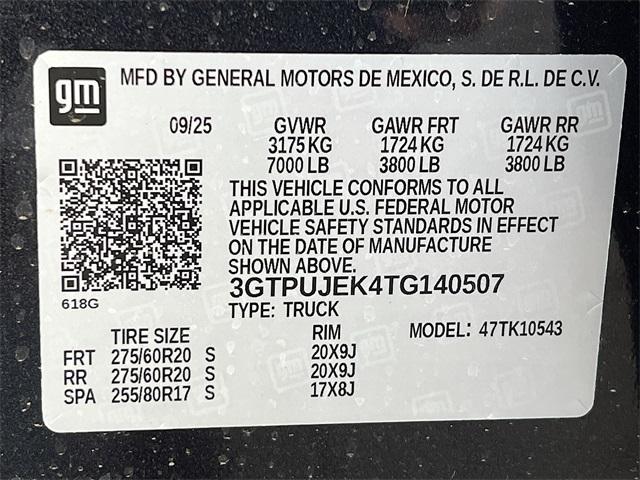 gm
MFD BY GENERAL MOTORS DE MEXICO, S. DE R.L. DE C.V.
09/25 GVWR GAWR FRT GAWR RR
3175 KG 1724 KG 1724 KG
7000 LB 3800 LB 3800 LB
THIS VEHICLE CONFORMS TO ALL
APPLICABLE U.S. FEDERAL MOTOR
VEHICLE SAFETY STANDARDS IN EFFECT
ON THE DATE OF MANUFACTURE
SHOWN ABOVE.
3GTPUJEK4TG140507
618G
TYPE: TRUCK
TIRE SIZE RIM MODEL: 47TK10543
FRT 275/60R20 S 20X9J
RR 275/60R20 S 20X9J
SPA 255/80R17 S 17X8J